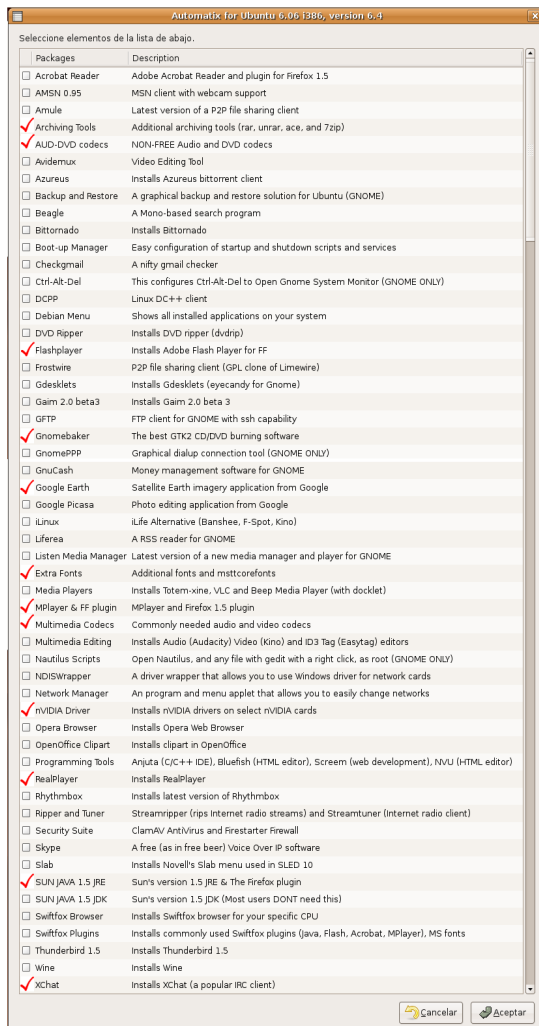 Automatix for Ubuntu 6.06 i386, version 6.4
Seleccione elementos de la lista de abajo.
Packages Description
Acrobat Reader Adobe Acrobat Reader and plugin for Firefox 1.5
AMSN 0.95 MSN client with webcam support
Amule Latest version of a P2P file sharing client
Archiving Tools Additional archiving tools (rar, unrar, ace, and 7zip)
AUD-DVD codecs NON-FREE Audio and DVD codecs
Avidemux Video Editing Tool
Azureus Installs Azureus bittorrent client
Backup and Restore A graphical backup and restore solution for Ubuntu (GNOME)
Beagle A Mono-based search program
Bittornado Installs Bittornado
Boot-up Manager Easy configuration of startup and shutdown scripts and services
Checkgmail A nifty gmail checker
Ctrl-Alt-Del This configures Ctrl-Alt-Del to Open Gnome System Monitor (GNOME ONLY)
DCPP Linux DC++ client
Debian Menu Shows all installed applications on your system
DVD Ripper Installs DVD ripper (dvdrip)
Flashplayer Installs Adobe Flash Player for FF
Frostwire P2P file sharing client (GPL clone of Limewire)
Gdesklets Installs Gdesklets (eyecandy for Gnome)
Gaim 2.0 beta3 Installs Gaim 2.0 beta 3
GFTP FTP client for GNOME with ssh capability
Gnomebaker The best GTK2 CD/DVD burning software
GnomePPP Graphical dialup connection tool (GNOME ONLY)
GnuCash Money management software for GNOME
Google Earth Satellite Earth imagery application from Google
Google Picasa Photo editing application from Google
iLinux iLife Alternative (Banshee, F-Spot, Kino)
Liferea A RSS reader for GNOME
Listen Media Manager Latest version of a new media manager and player for GNOME
Extra Fonts Additional fonts and msttcorefonts
Media Players Installs Totem-xine, VLC and Beep Media Player (with docklet)
MPlayer & FF plugin MPlayer and Firefox 1.5 plugin
Multimedia Codecs Commonly needed audio and video codecs
Multimedia Editing Installs Audio (Audacity) Video (Kino) and ID3 Tag (Easytag) editors
Nautilus Scripts Open Nautilus, and any file with gedit with a right click, as root (GNOME ONLY)
NDISWrapper A driver wrapper that allows you to use Windows driver for network cards
Network Manager An program and menu applet that allows you to easily change networks
nVIDIA Driver Installs nVIDIA drivers on select nVIDIA cards
Opera Browser Installs Opera Web Browser
OpenOffice Clipart Installs clipart in OpenOffice
Programming Tools Anjuta (C/C++ IDE), Bluefish (HTML editor), Screem (web development), NVU (HTML editor)
RealPlayer Installs RealPlayer
Rhythmbox Installs latest version of Rhythmbox
Ripper and Tuner Streamripper (rips Internet radio streams) and Streamtuner (Internet radio client)
Security Suite ClamAV AntiVirus and Firestarter Firewall
Skype A free (as in free beer) Voice Over IP software
Slab Installs Novell's Slab menu used in SLED 10
SUN JAVA 1.5 JRE Sun's version 1.5 JRE & The Firefox plugin
SUN JAVA 1.5 JDK Sun's version 1.5 JDK (Most users DONT need this)
Swiftfox Browser Installs Swiftfox browser for your specific CPU
Swiftfox Plugins Installs commonly used Swiftfox plugins (Java, Flash, Acrobat, MPlayer), MS fonts
Thunderbird 1.5 Installs Thunderbird 1.5
Wine Installs Wine
XChat Installs XChat (a popular IRC client)
Cancelar Aceptar